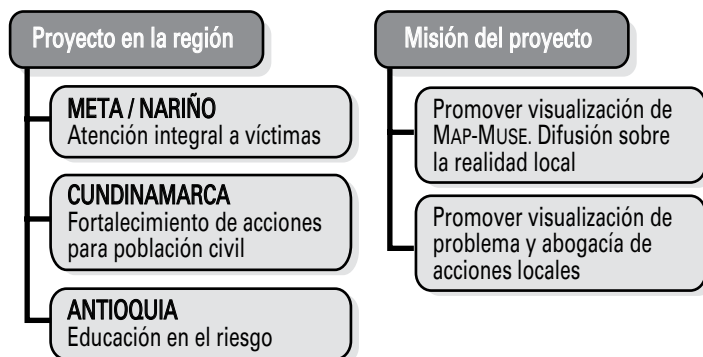 Proyecto en la región
META / NARIÑO
Atención integral a víctimas
CUNDINAMARCA
Fortalecimiento de acciones
para población civil
ANTIOQUIA
Educación en el riesgo
Misión del proyecto
Promover visualización de
MAP-MUSE. Difusión sobre
la realidad local
Promover visualización de
problema y abogacía de
acciones locales